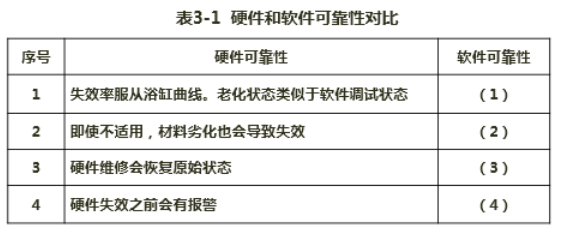 表3-1 硬件和软件可靠性对比
序号 硬件可靠性 软件可靠性
1 失效率服从浴缸曲线。老化状态类似于软件调试状态 （1）
2 即使不适用，材料劣化也会导致失效 （2）
3 硬件维修会恢复原始状态 （3）
4 硬件失效之前会有报警 （4）